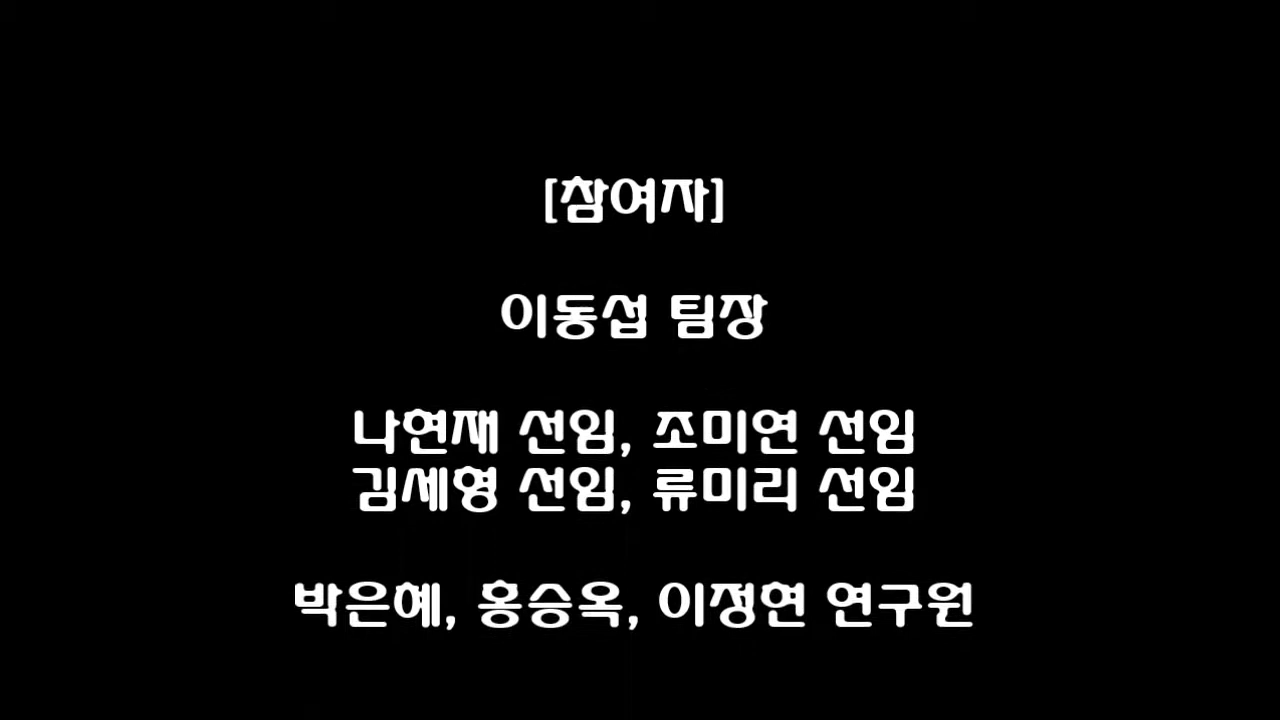 [참여자]
이동섭 팀장
나현재 선임, 조미연 선임
김세형 선임, 류미리 선임
박은혜, 홍승옥, 이정현 연구원